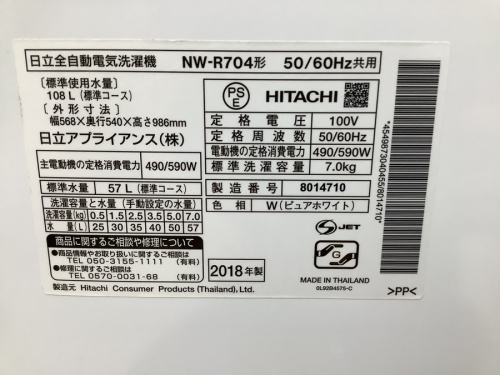 日立全自動電気洗濯機 NW-R704形 50/60Hz共用
[標準使用水量]
108 L (標準コース)
[外形寸法]
幅568×奥行540×高さ986mm
日立アプライアンス(株)
主電動機の定格消費電力 490/590W
標準水量 57 L (標準コース)
洗濯容量と水量 (手動設定の水量)
洗濯容量(kg) 0.5 1.5 2.5 3.5 5.0 7.0
水量(L) 25 30 35 40 50 57
商品に関するご相談や修理について
●商品情報やお取り扱いに関するご相談
TEL 050-3155-1111 (有料)
●修理に関するご相談
TEL 0570-0031-68 (有料)
製造元 Hitachi Consumer Products (Thailand), Ltd.
PS
E
HITACHI
定格電圧 100V
定格周波数 50/60Hz
電動機の定格消費電力 490/590W
標準洗濯容量 7.0kg
製造番号 8014710
色相 W(ピュアホワイト)
2018年製
S JET
G
MADE IN THAILAND
0L92B4575-C
*4549873040455/8014710*
>PP<